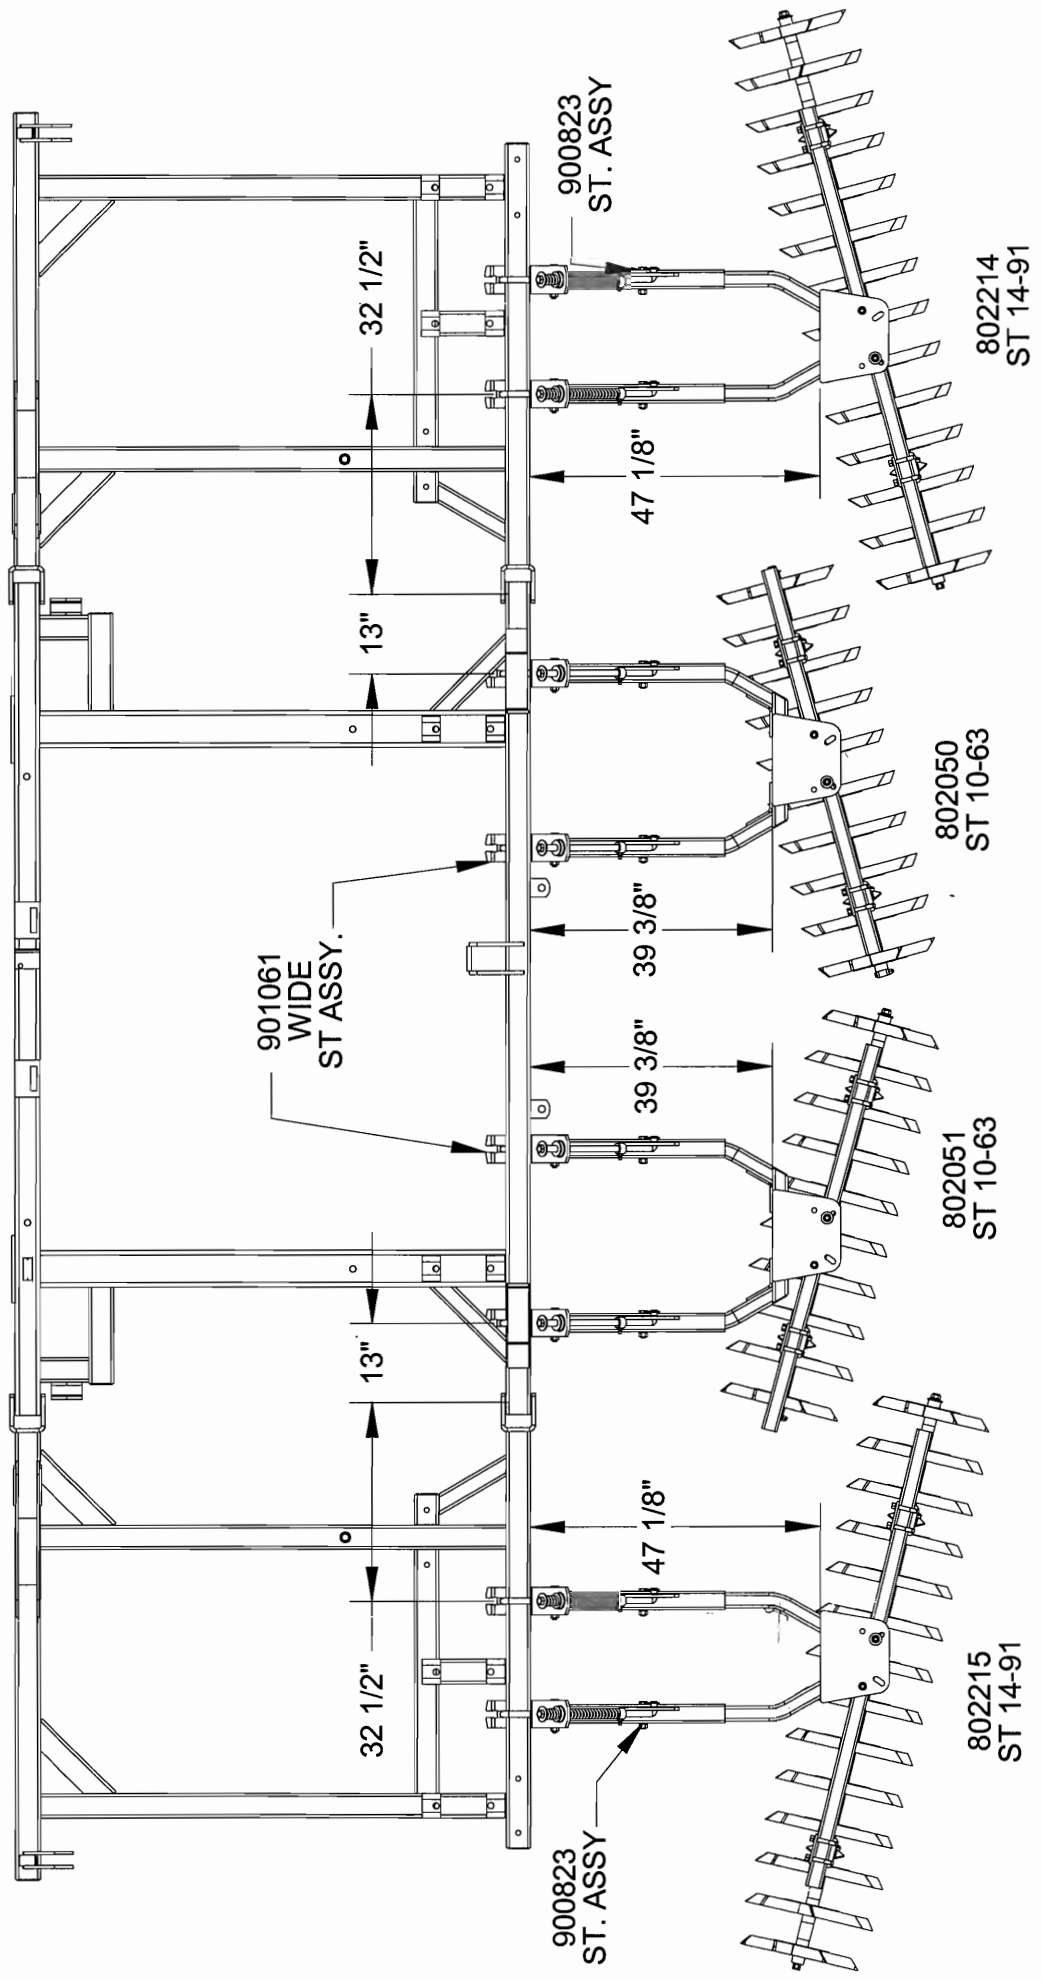 900823
ST. ASSY
32 1/2"
47 1/8"
802214
ST 14-91
13"
802050
ST 10-63
39 3/8"
901061
WIDE
ST ASSY.
39 3/8"
802051
ST 10-63
13"
47 1/8"
32 1/2"
802215
ST 14-91
900823
ST. ASSY